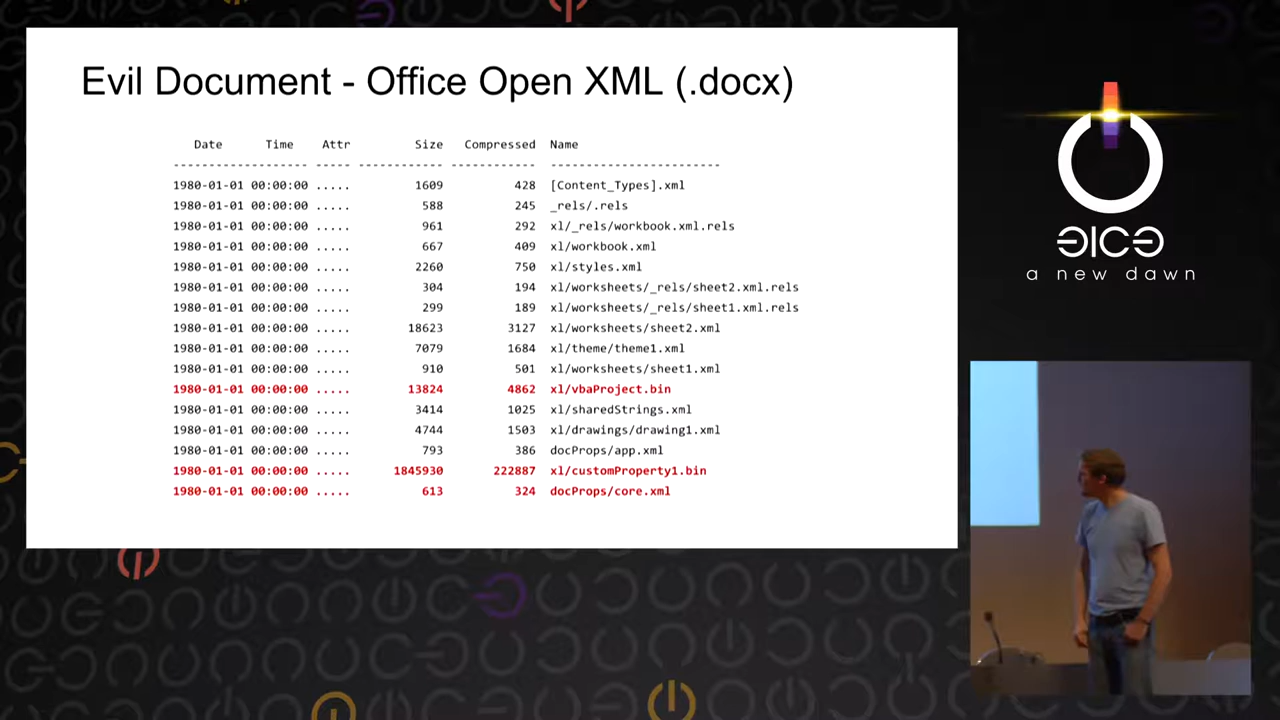 Evil Document - Office Open XML (.docx)
Date Time Attr Size Compressed Name
------------------- ----- ------------ ------------ ------------------------
1980-01-01 00:00:00 ..... 1609 428 [Content_Types].xml
1980-01-01 00:00:00 ..... 588 245 _rels/.rels
1980-01-01 00:00:00 ..... 961 292 xl/_rels/workbook.xml.rels
1980-01-01 00:00:00 ..... 667 409 xl/workbook.xml
1980-01-01 00:00:00 ..... 2260 750 xl/styles.xml
1980-01-01 00:00:00 ..... 304 194 xl/worksheets/_rels/sheet2.xml.rels
1980-01-01 00:00:00 ..... 299 189 xl/worksheets/_rels/sheet1.xml.rels
1980-01-01 00:00:00 ..... 18623 3127 xl/worksheets/sheet2.xml
1980-01-01 00:00:00 ..... 7079 1684 xl/theme/theme1.xml
1980-01-01 00:00:00 ..... 910 501 xl/worksheets/sheet1.xml
1980-01-01 00:00:00 ..... 13824 4862 xl/vbaProject.bin
1980-01-01 00:00:00 ..... 3414 1025 xl/sharedStrings.xml
1980-01-01 00:00:00 ..... 4744 1503 xl/drawings/drawing1.xml
1980-01-01 00:00:00 ..... 793 386 docProps/app.xml
1980-01-01 00:00:00 ..... 1845930 222887 xl/customProperty1.bin
1980-01-01 00:00:00 ..... 613 324 docProps/core.xml
a new dawn